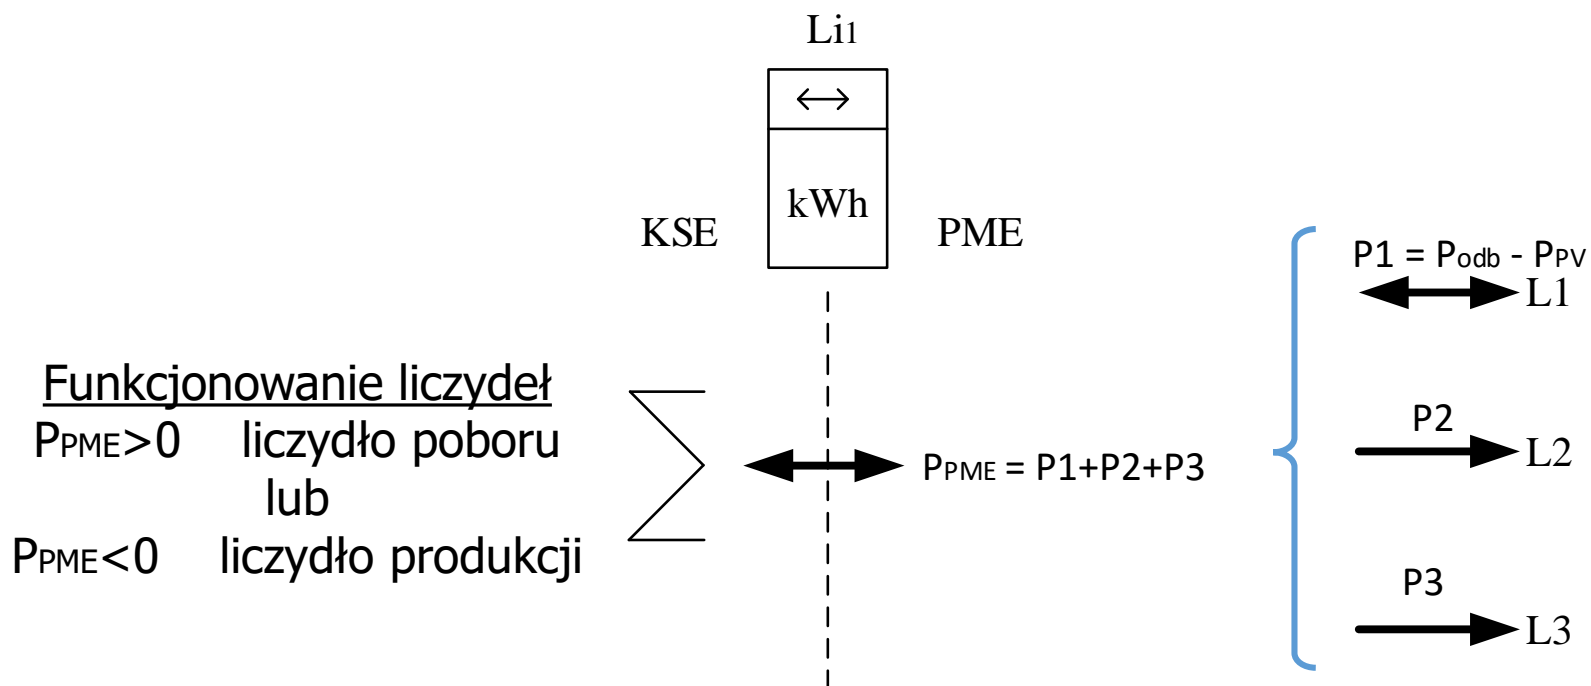 Li1
kWh
KSE
PME
P1 = Podb - PPV
L1
Funkcjonowanie liczydeł
PPME>0 liczydło poboru
lub
PPME<0 liczydło produkcji
PPME = P1+P2+P3
P2
L2
P3
L3